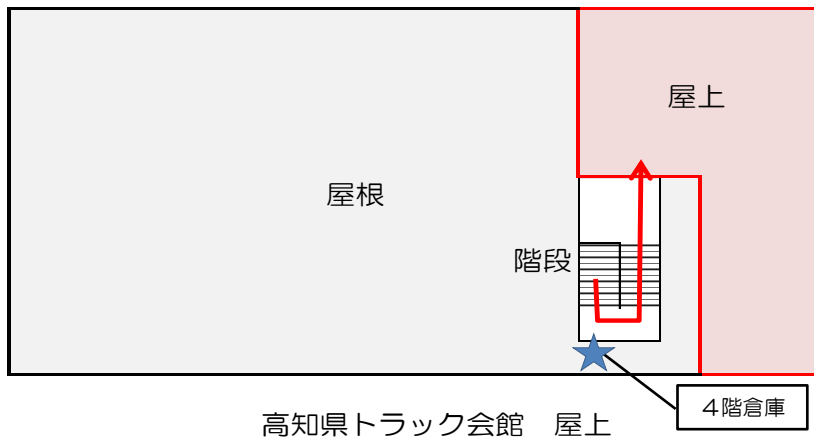 屋上
屋根
階段
４階倉庫
高知県トラック会館　屋上